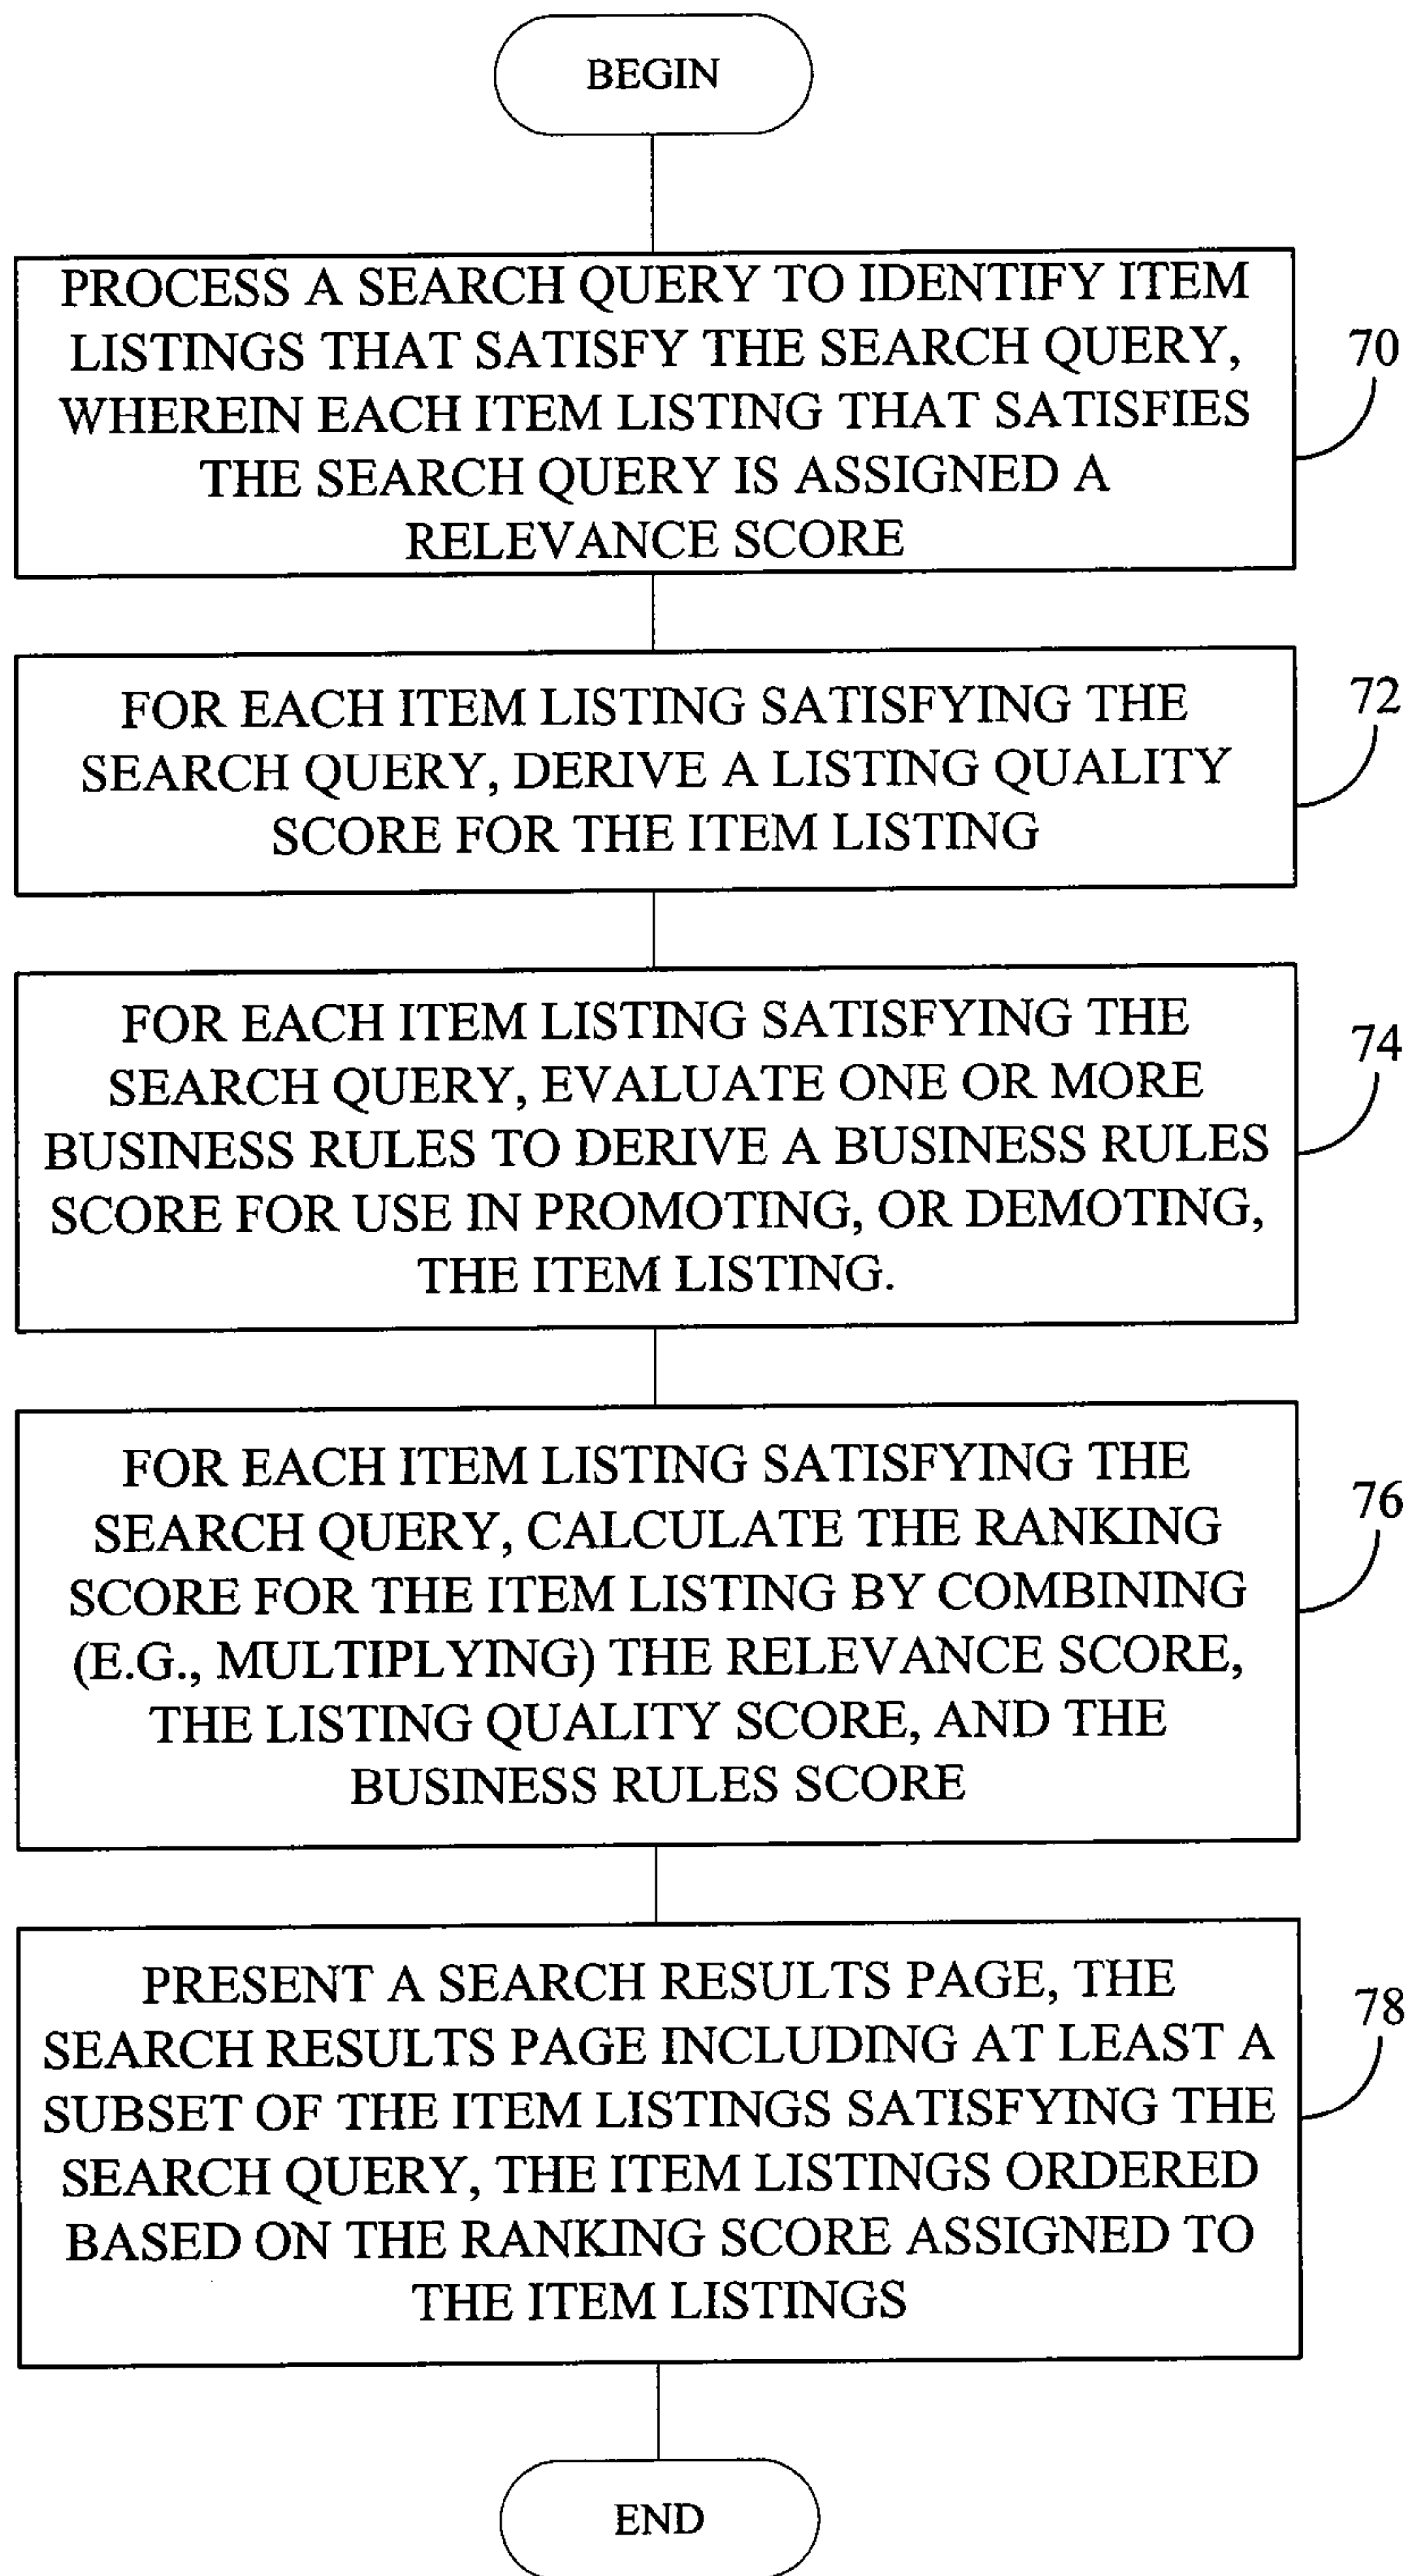 BEGIN
PROCESS A SEARCH QUERY TO IDENTIFY ITEM
LISTINGS THAT SATISFY THE SEARCH QUERY,
WHEREIN EACH ITEM LISTING THAT SATISFIES
THE SEARCH QUERY IS ASSIGNED A
RELEVANCE SCORE
70
FOR EACH ITEM LISTING SATISFYING THE
SEARCH QUERY, DERIVE A LISTING QUALITY
SCORE FOR THE ITEM LISTING
72
FOR EACH ITEM LISTING SATISFYING THE
SEARCH QUERY, EVALUATE ONE OR MORE
BUSINESS RULES TO DERIVE A BUSINESS RULES
SCORE FOR USE IN PROMOTING, OR DEMOTING,
THE ITEM LISTING.
74
FOR EACH ITEM LISTING SATISFYING THE
SEARCH QUERY, CALCULATE THE RANKING
SCORE FOR THE ITEM LISTING BY COMBINING
(E.G., MULTIPLYING) THE RELEVANCE SCORE,
THE LISTING QUALITY SCORE, AND THE
BUSINESS RULES SCORE
76
PRESENT A SEARCH RESULTS PAGE, THE
SEARCH RESULTS PAGE INCLUDING AT LEAST A
SUBSET OF THE ITEM LISTINGS SATISFYING THE
SEARCH QUERY, THE ITEM LISTINGS ORDERED
BASED ON THE RANKING SCORE ASSIGNED TO
THE ITEM LISTINGS
78
END